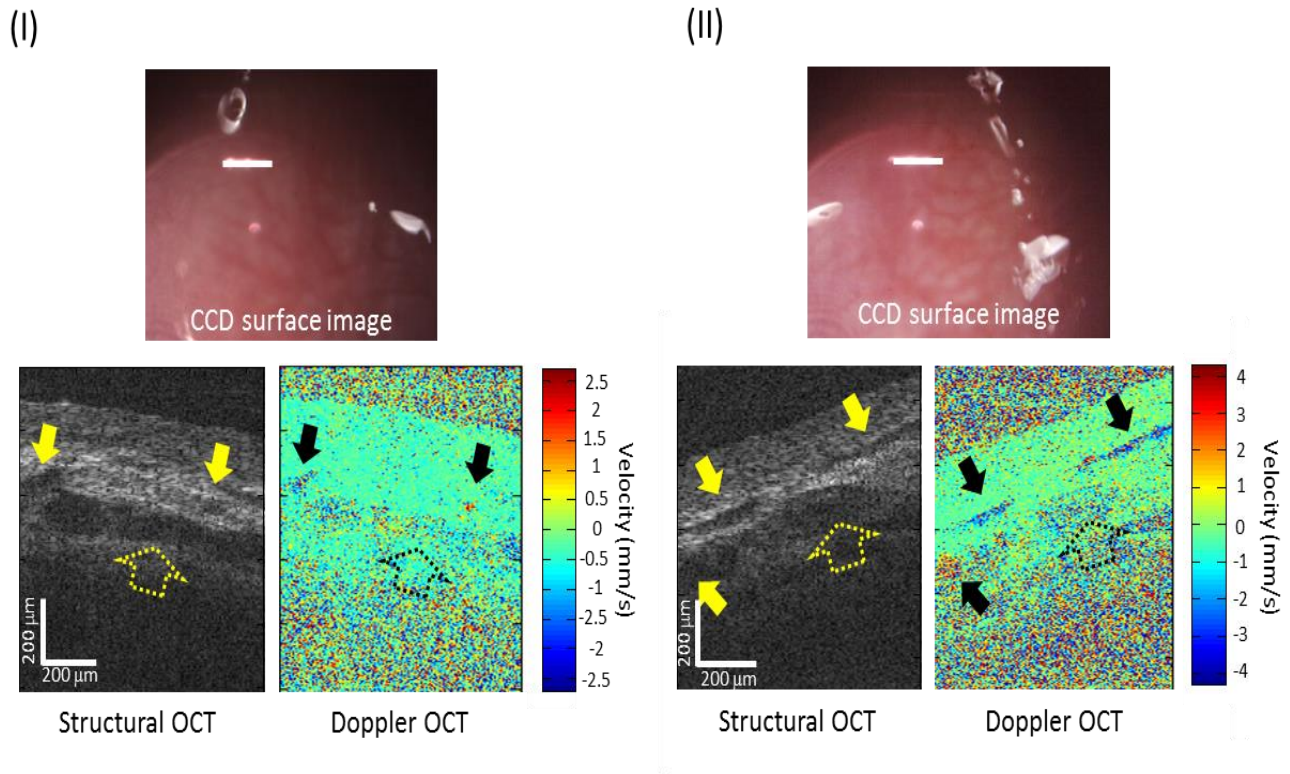 (I)
(II)
CCD surface image
CCD surface image
2.5
2
1.5
1
0.5
0
-0.5
-1
-1.5
-2
-2.5
Velocity (mm/s)
200 µm
200 µm
Structural OCT
Doppler OCT
4
3
2
1
0
-1
-2
-3
-4
Velocity (mm/s)
200 µm
200 µm
Structural OCT
Doppler OCT